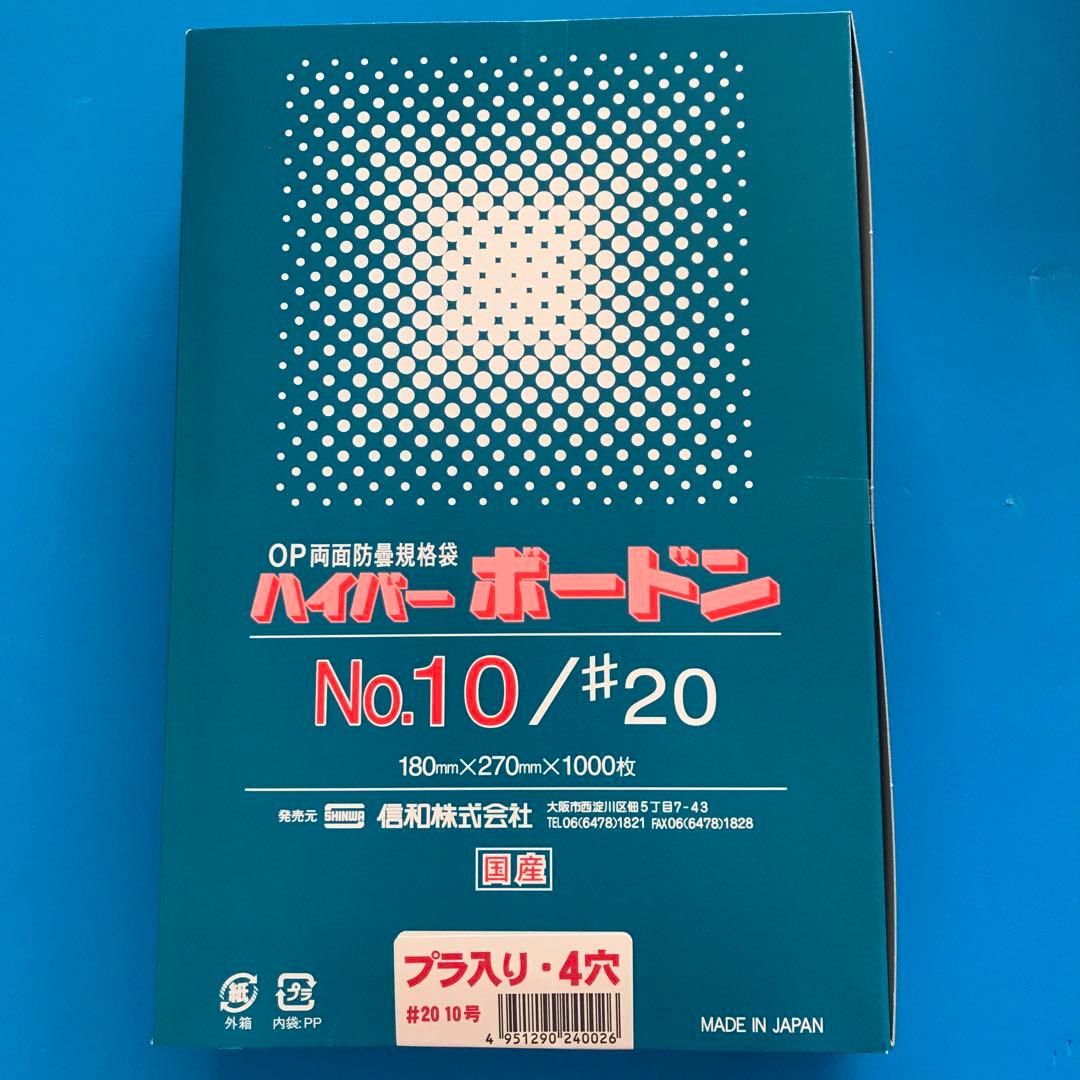 OP両面防曇規格袋
ハイパー ボードン
No.10/#20
180mm×270mm×1000枚
発売元 SHINWA 信和株式会社 大阪市西淀川区佃5丁目7-43
TEL06(6478)1821 FAX06(6478)1828
国産
プラ入り・4穴
#20 10号
4 951290 240026
紙
外箱
プラ
内袋:PP
MADE IN JAPAN